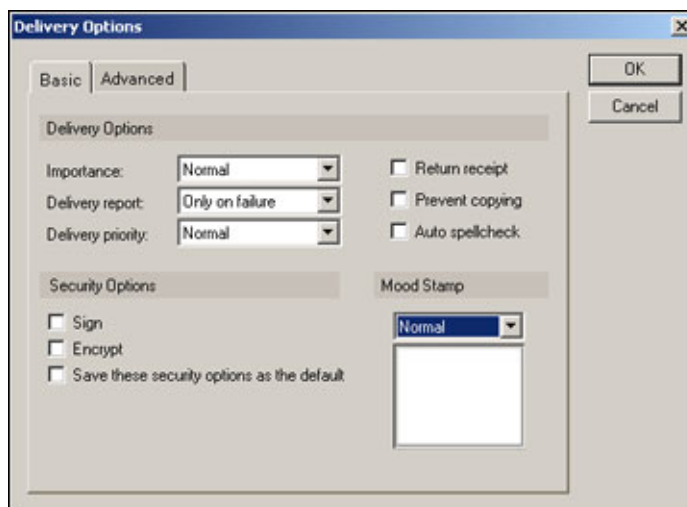 Delivery Options
Basic
Advanced
OK
Cancel
Delivery Options
Importance: Normal
Return receipt
Delivery report: Only on failure
Prevent copying
Delivery priority: Normal
Auto spellcheck
Security Options
Mood Stamp
Sign
Normal
Encrypt
Save these security options as the default